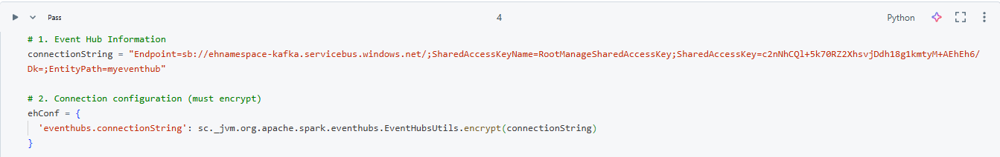 Pass 4 Python
# 1. Event Hub Information
connectionString = "Endpoint=sb://ehnamespace-kafka.servicebus.windows.net/;SharedAccessKeyName=RootManageSharedAccessKey;SharedAccessKey=c2nNhCQl+5k70RZ2XhsvjDdh18g1kmtyM+AEhEh6/
Dk=;EntityPath=myeventhub"
# 2. Connection configuration (must encrypt)
ehConf = {
'eventhubs.connectionString': sc._jvm.org.apache.spark.eventhubs.EventHubsUtils.encrypt(connectionString)
}